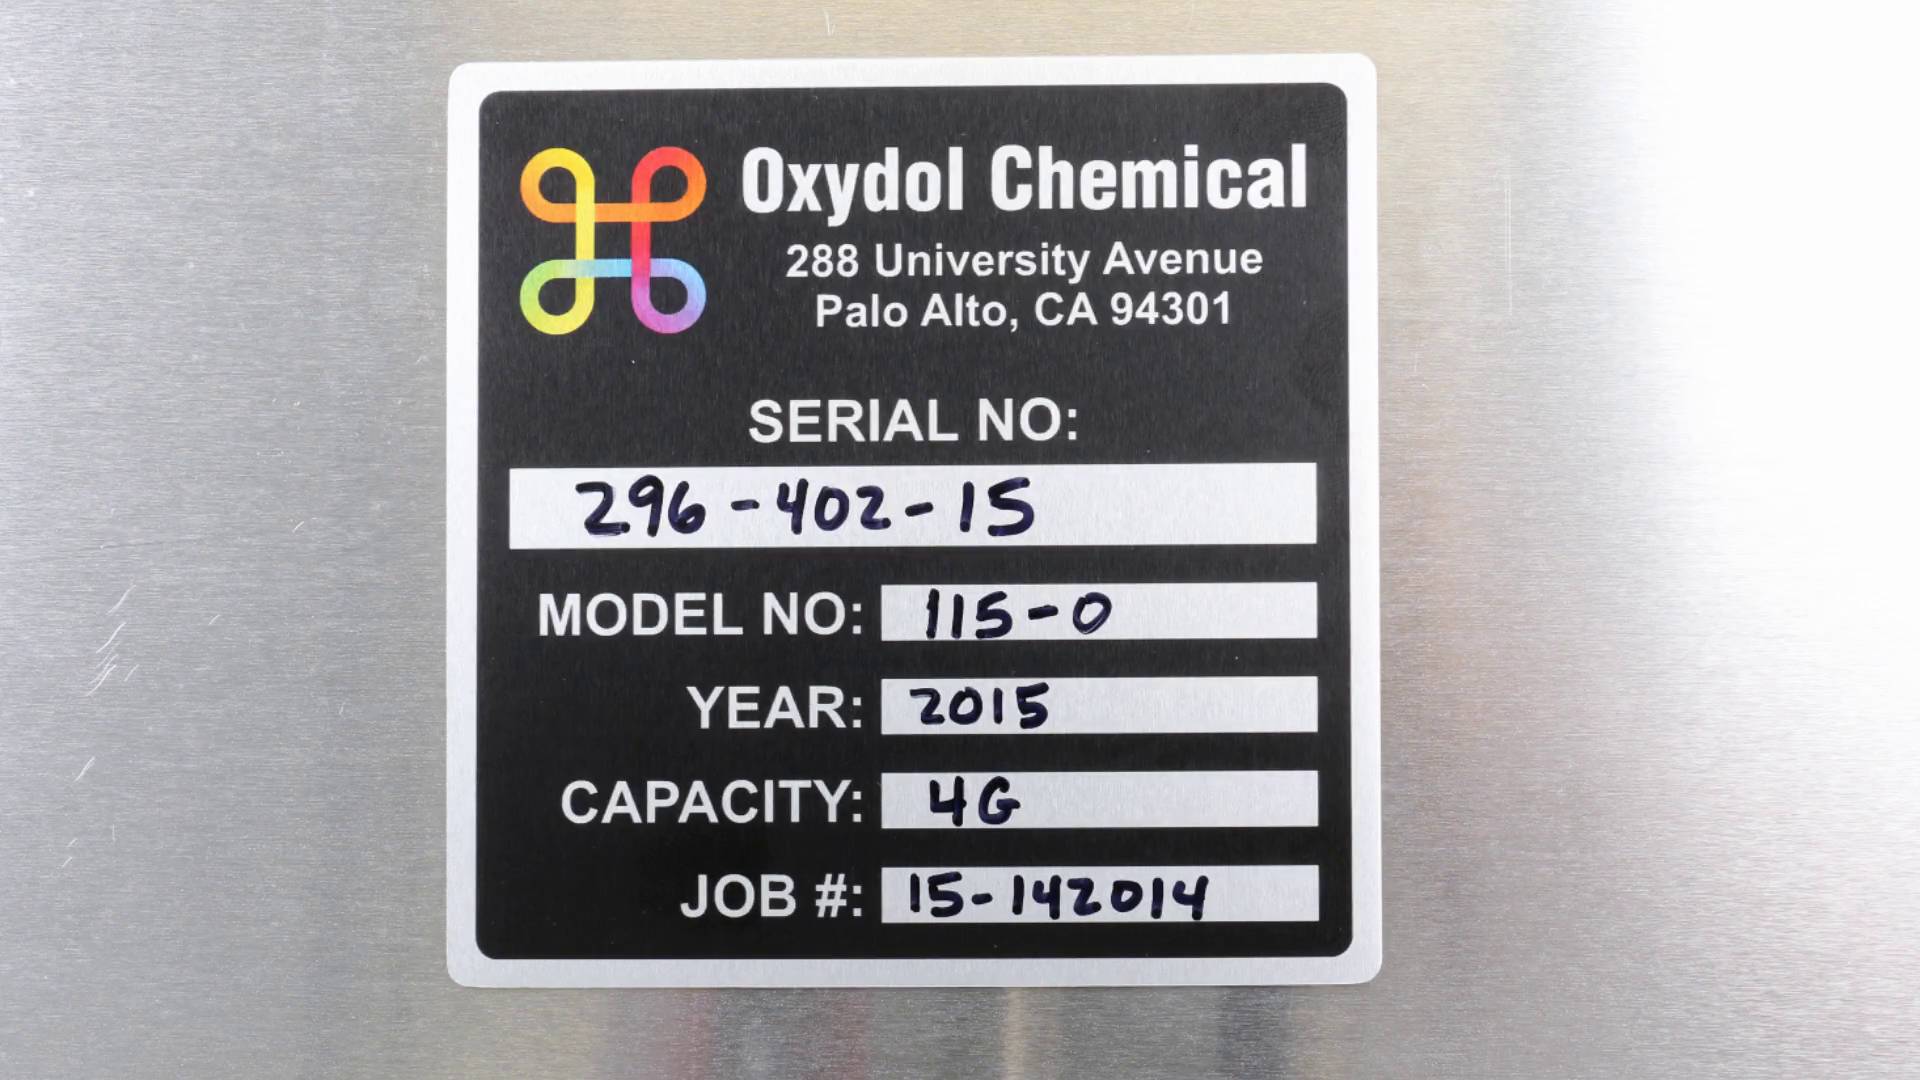 Oxydol Chemical
288 University Avenue
Palo Alto, CA 94301
SERIAL NO:
296-402-15
MODEL NO: 115-0
YEAR: 2015
CAPACITY: 4G
JOB #: 15-142014